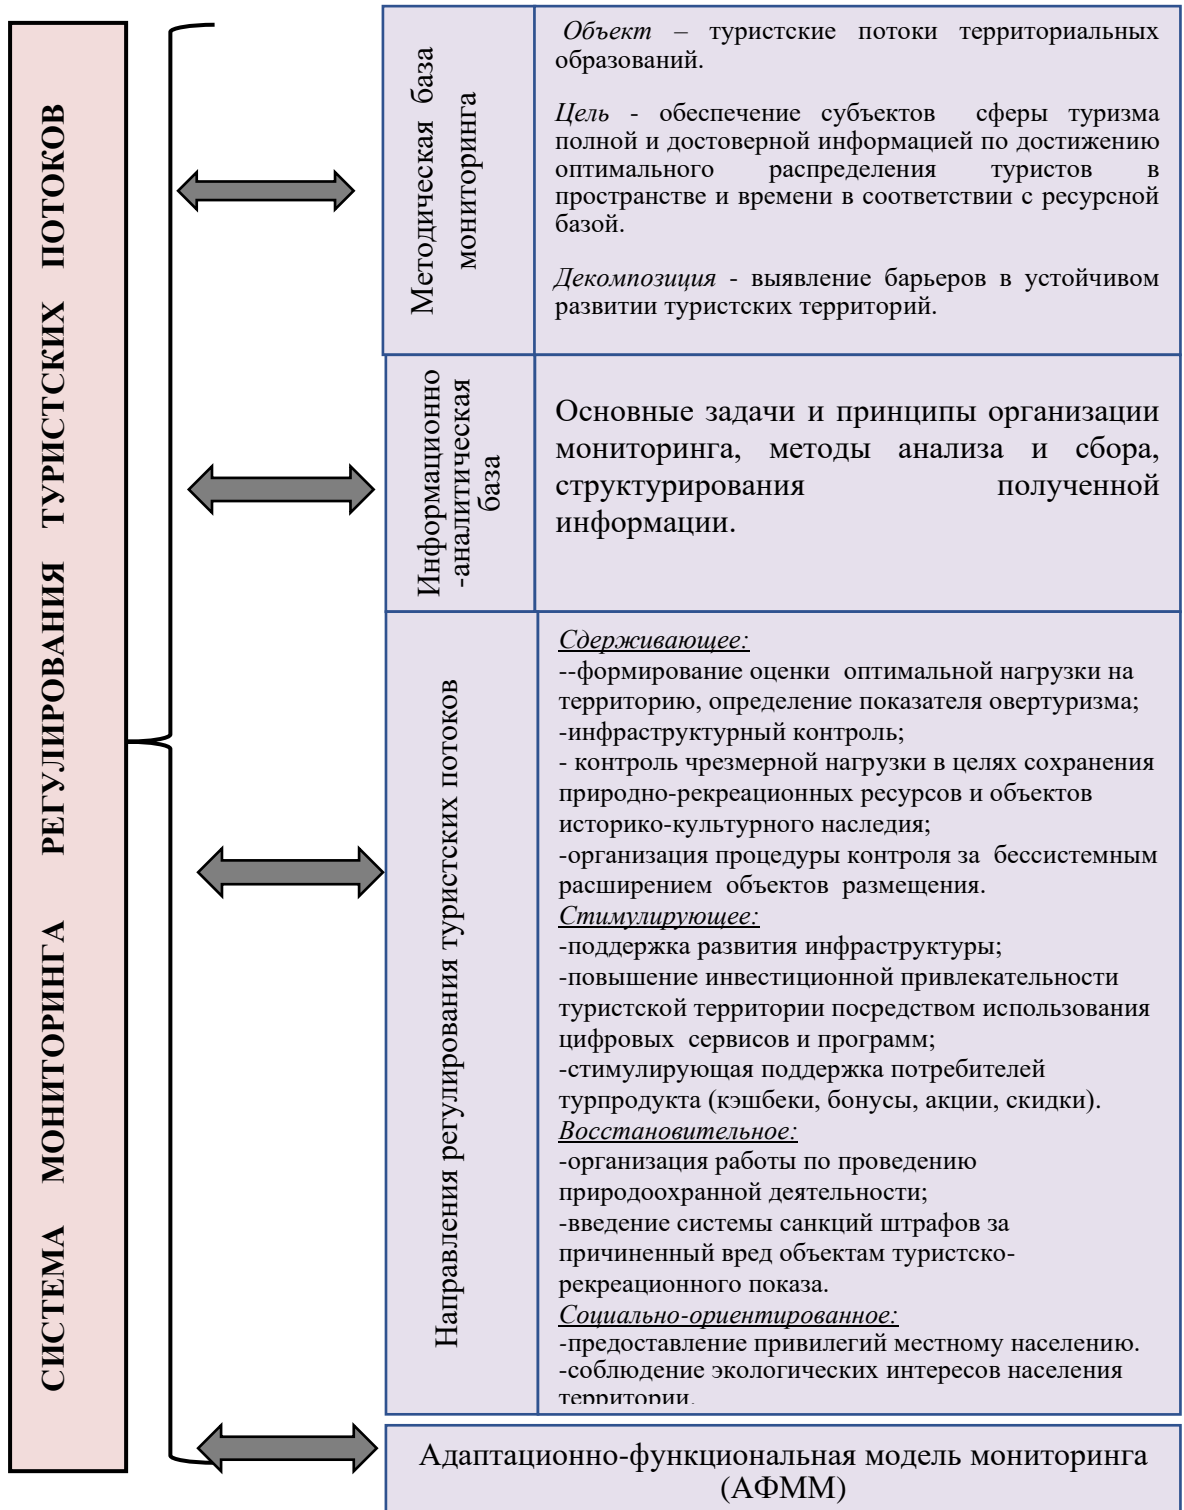 СИСТЕМА МОНИТОРИНГА РЕГУЛИРОВАНИЯ ТУРИСТСКИХ ПОТОКОВ
Методическая база
мониторинга
Объект – туристские потоки территориальных
образований.
Цель - обеспечение субъектов сферы туризма
полной и достоверной информацией по достижению
оптимального распределения туристов в
пространстве и времени в соответствии с ресурсной
базой.
Декомпозиция - выявление барьеров в устойчивом
развитии туристских территорий.
Информационно
-аналитическая
база
Основные задачи и принципы организации
мониторинга, методы анализа и сбора,
структурирования полученной
информации.
Направления регулирования туристских потоков
Сдерживающее:
--формирование оценки оптимальной нагрузки на
территорию, определение показателя овертуризма;
-инфраструктурный контроль;
- контроль чрезмерной нагрузки в целях сохранения
природно-рекреационных ресурсов и объектов
историко-культурного наследия;
-организация процедуры контроля за бессистемным
расширением объектов размещения.
Стимулирующее:
-поддержка развития инфраструктуры;
-повышение инвестиционной привлекательности
туристской территории посредством использования
цифровых сервисов и программ;
-стимулирующая поддержка потребителей
турпродукта (кэшбеки, бонусы, акции, скидки).
Восстановительное:
-организация работы по проведению
природоохранной деятельности;
-введение системы санкций штрафов за
причиненный вред объектам туристско-
рекреационного показа.
Социально-ориентированное:
-предоставление привилегий местному населению.
-соблюдение экологических интересов населения
территории.
Адаптационно-функциональная модель мониторинга
(АФММ)